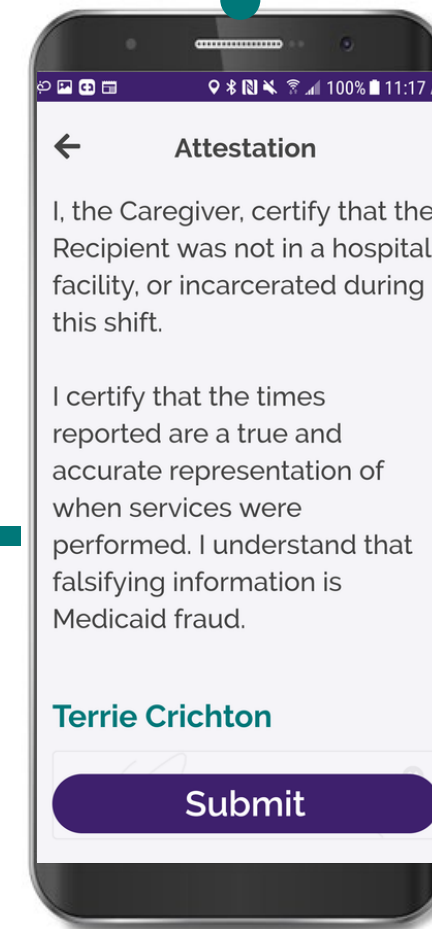 100% 11:17
Attestation
I, the Caregiver, certify that the
Recipient was not in a hospital,
facility, or incarcerated during
this shift.
I certify that the times
reported are a true and
accurate representation of
when services were
performed. I understand that
falsifying information is
Medicaid fraud.
Terrie Crichton
Submit